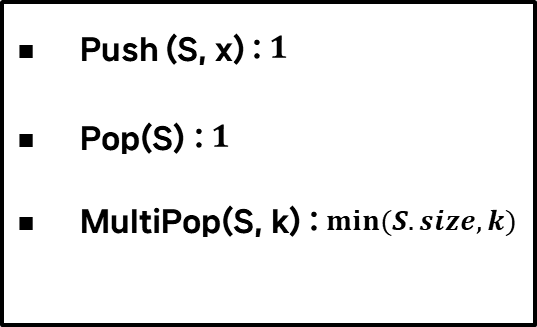 ▪ Push (S, x) : 1
▪ Pop(S) : 1
▪ MultiPop(S, k) : min(S.size, k)